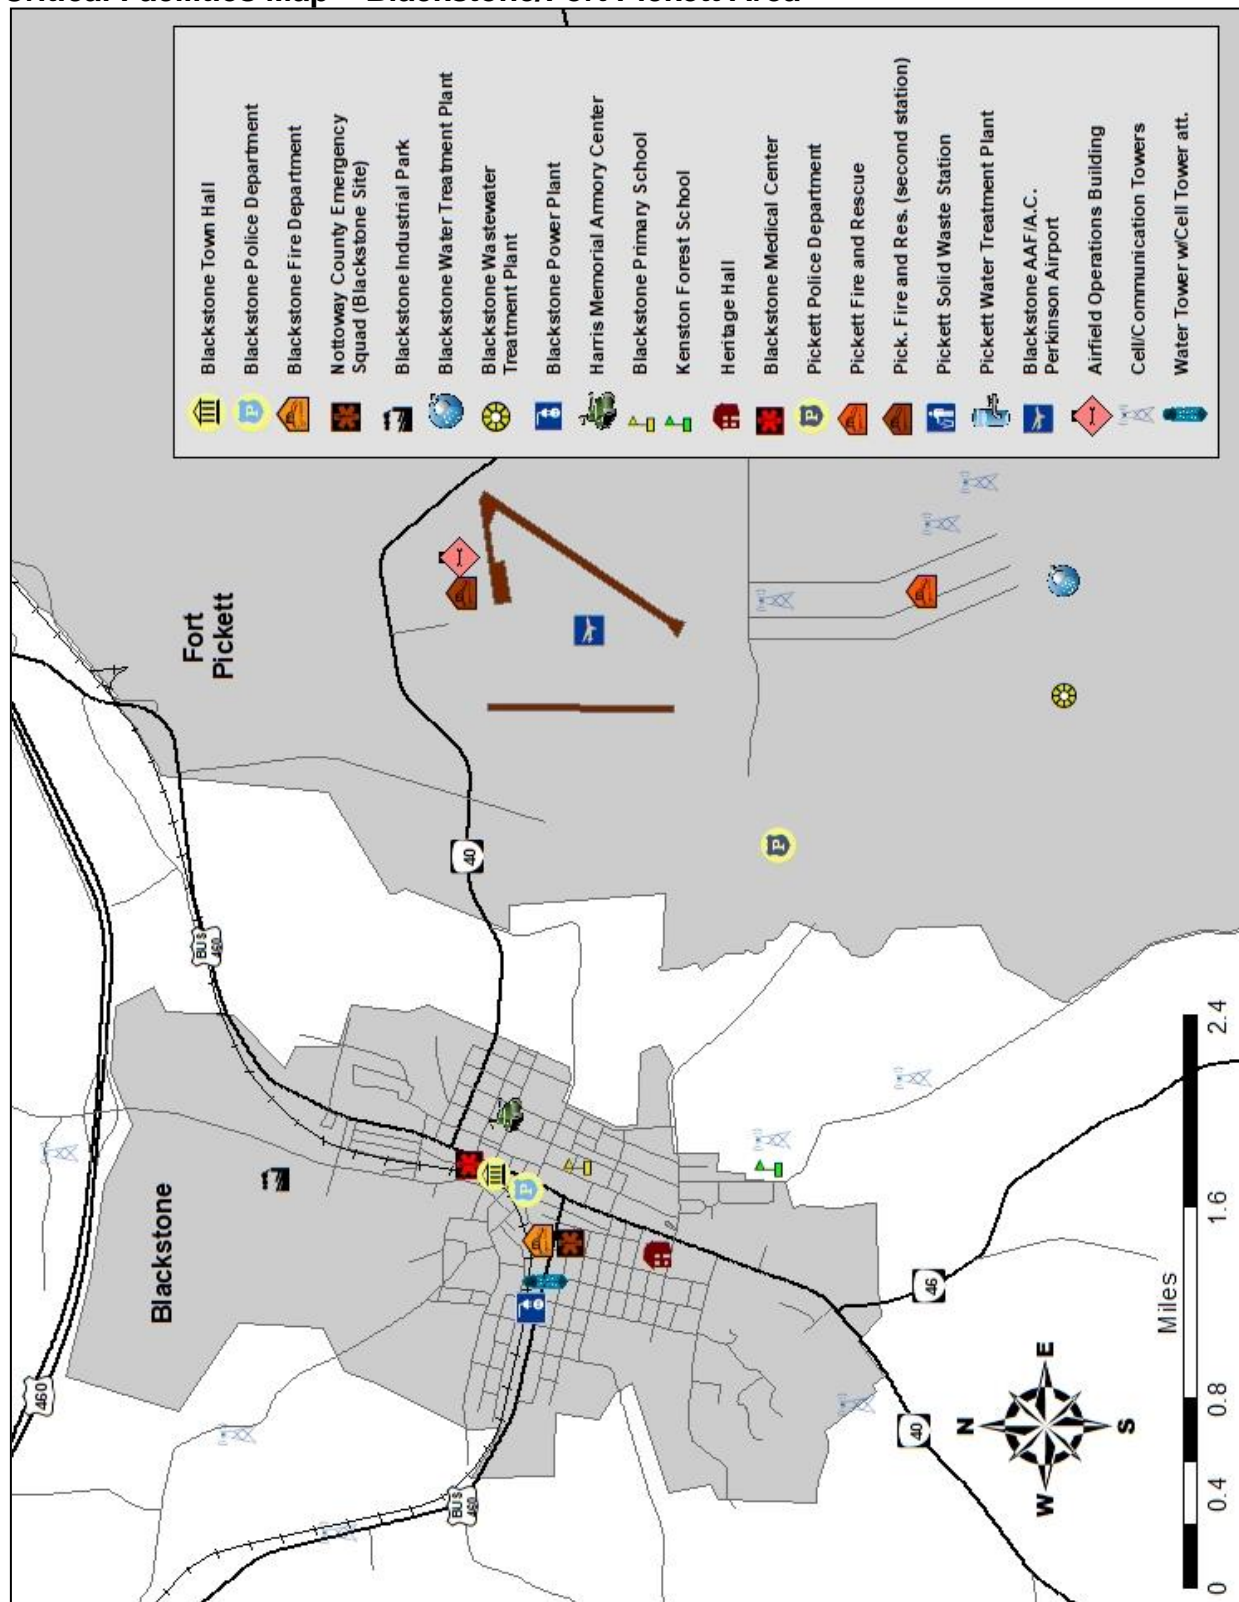 Critical Facilities Map – Blackstone/Fort Pickett Area
Blackstone Town Hall
Blackstone Police Department
Blackstone Fire Department
Nottoway County Emergency
Squad (Blackstone Site)
Blackstone Industrial Park
Blackstone Water Treatment Plant
Blackstone Wastewater
Treatment Plant
Blackstone Power Plant
Harris Memorial Armory Center
Blackstone Primary School
Kenston Forest School
Heritage Hall
Blackstone Medical Center
Pickett Police Department
Pickett Fire and Rescue
Pick. Fire and Res. (second station)
Pickett Solid Waste Station
Pickett Water Treatment Plant
Blackstone AAF/A.C.
Perkinson Airport
Airfield Operations Building
Cell/Communication Towers
Water Tower w/Cell Tower att.
Fort
Pickett
Blackstone
460
BUS
460
BUS
460
40
40
46
P
P
P
P
N
W
E
S
Miles
0
0.4
0.8
1.6
2.4